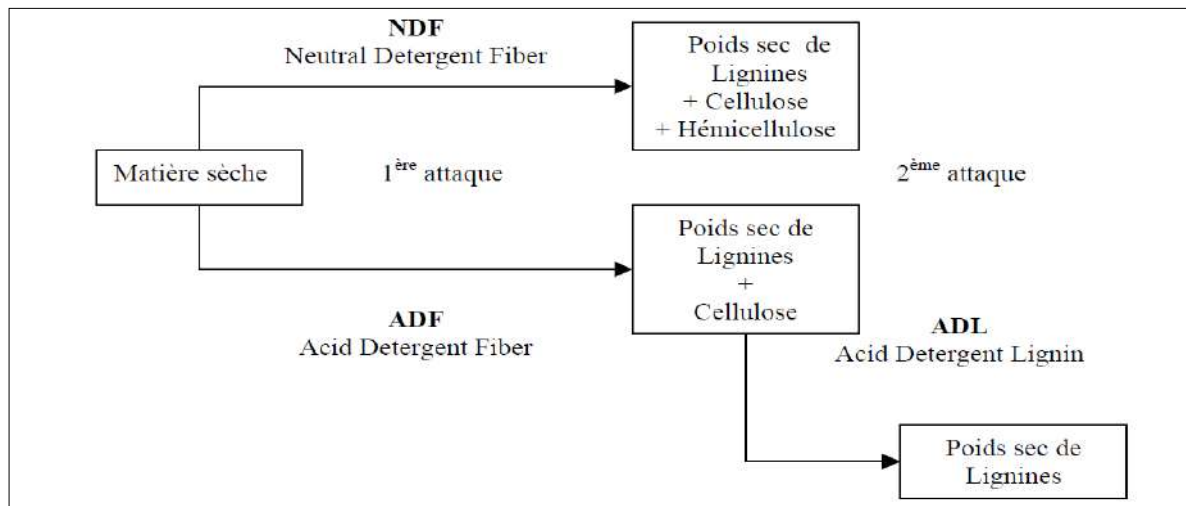 NDF
Neutral Detergent Fiber
Poids sec de
Lignines
+ Cellulose
+ Hémicellulose
Matière sèche
1ère attaque
2ème attaque
Poids sec de
Lignines
+
Cellulose
ADF
Acid Detergent Fiber
ADL
Acid Detergent Lignin
Poids sec de
Lignines